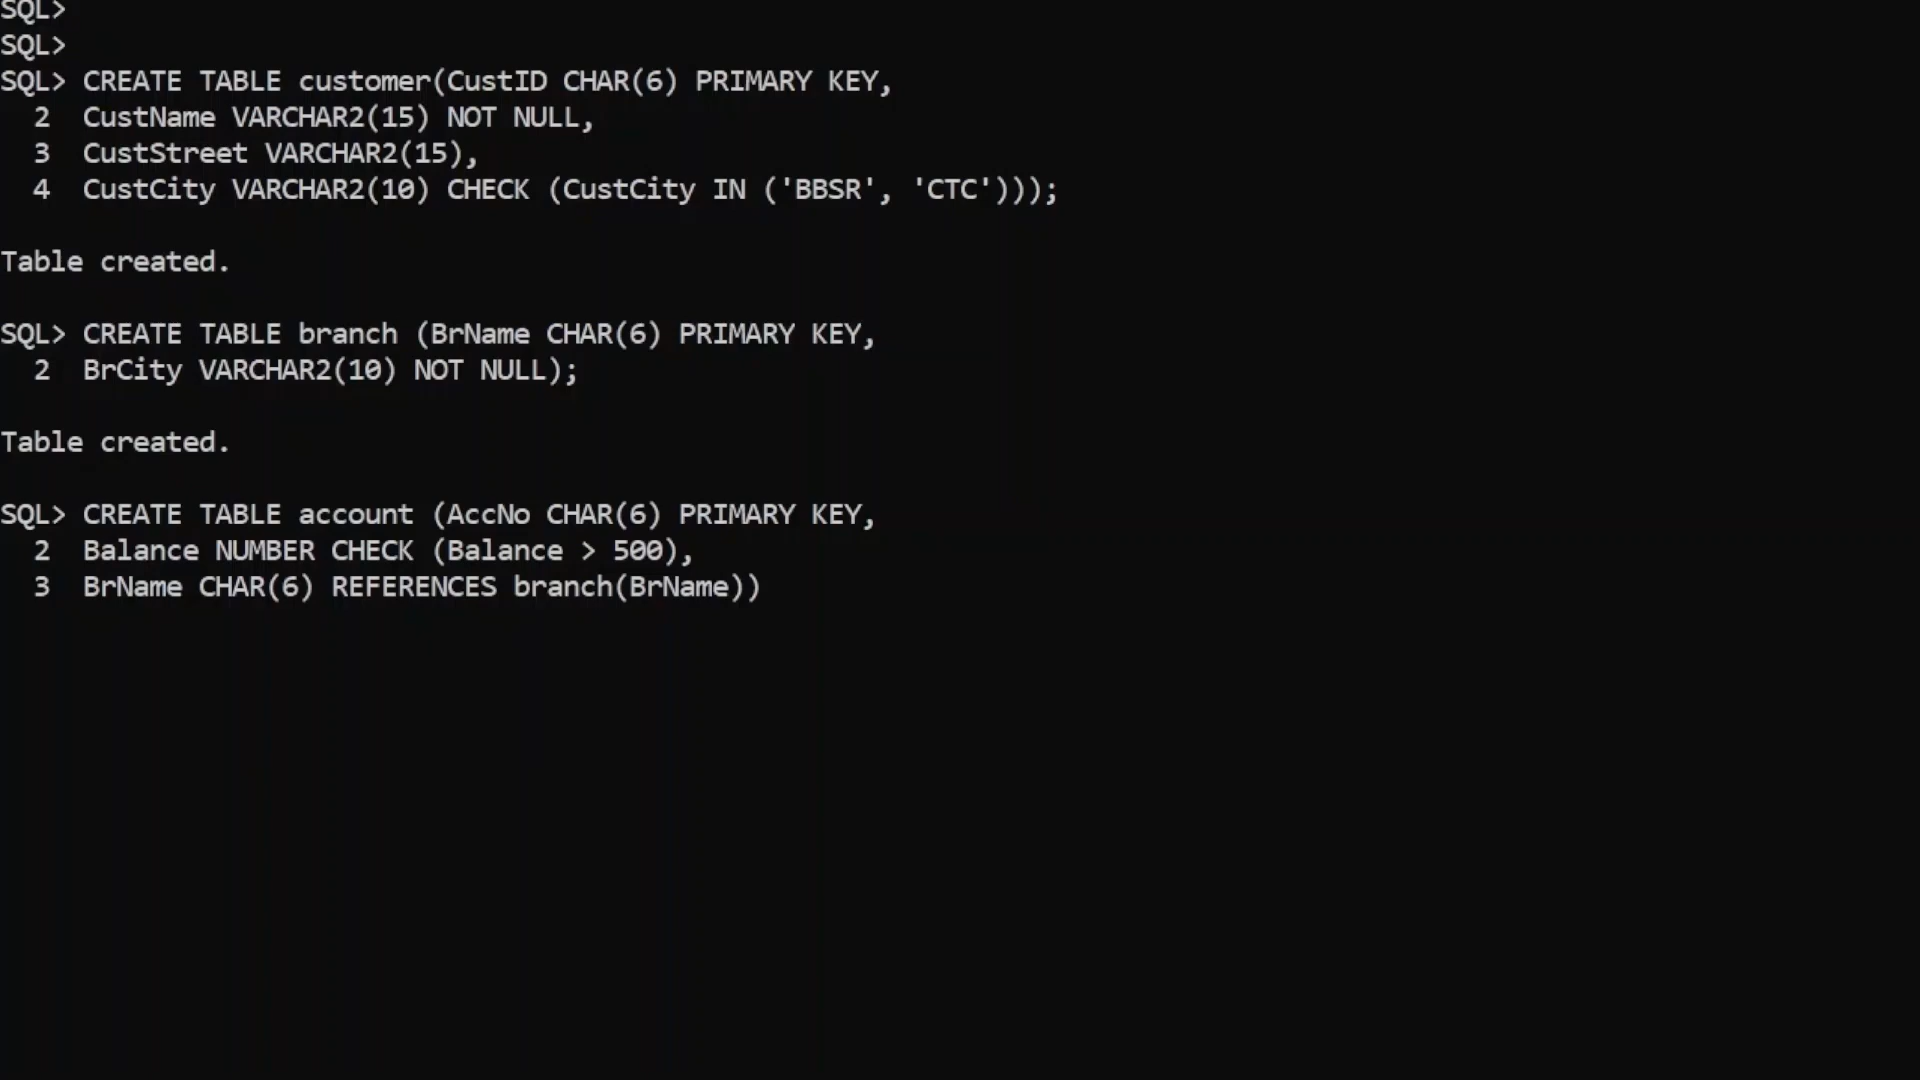 SQL>
SQL>
SQL> CREATE TABLE customer(CustID CHAR(6) PRIMARY KEY,
  2  CustName VARCHAR2(15) NOT NULL,
  3  CustStreet VARCHAR2(15),
  4  CustCity VARCHAR2(10) CHECK (CustCity IN ('BBSR', 'CTC')));
Table created.
SQL> CREATE TABLE branch (BrName CHAR(6) PRIMARY KEY,
  2  BrCity VARCHAR2(10) NOT NULL);
Table created.
SQL> CREATE TABLE account (AccNo CHAR(6) PRIMARY KEY,
  2  Balance NUMBER CHECK (Balance > 500),
  3  BrName CHAR(6) REFERENCES branch(BrName))